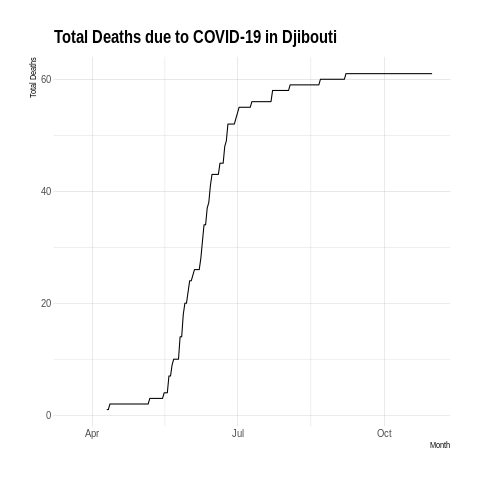 Total Deaths due to COVID-19 in Djibouti
Total Deaths
60
40
20
0
Apr
Jul
Oct
Month